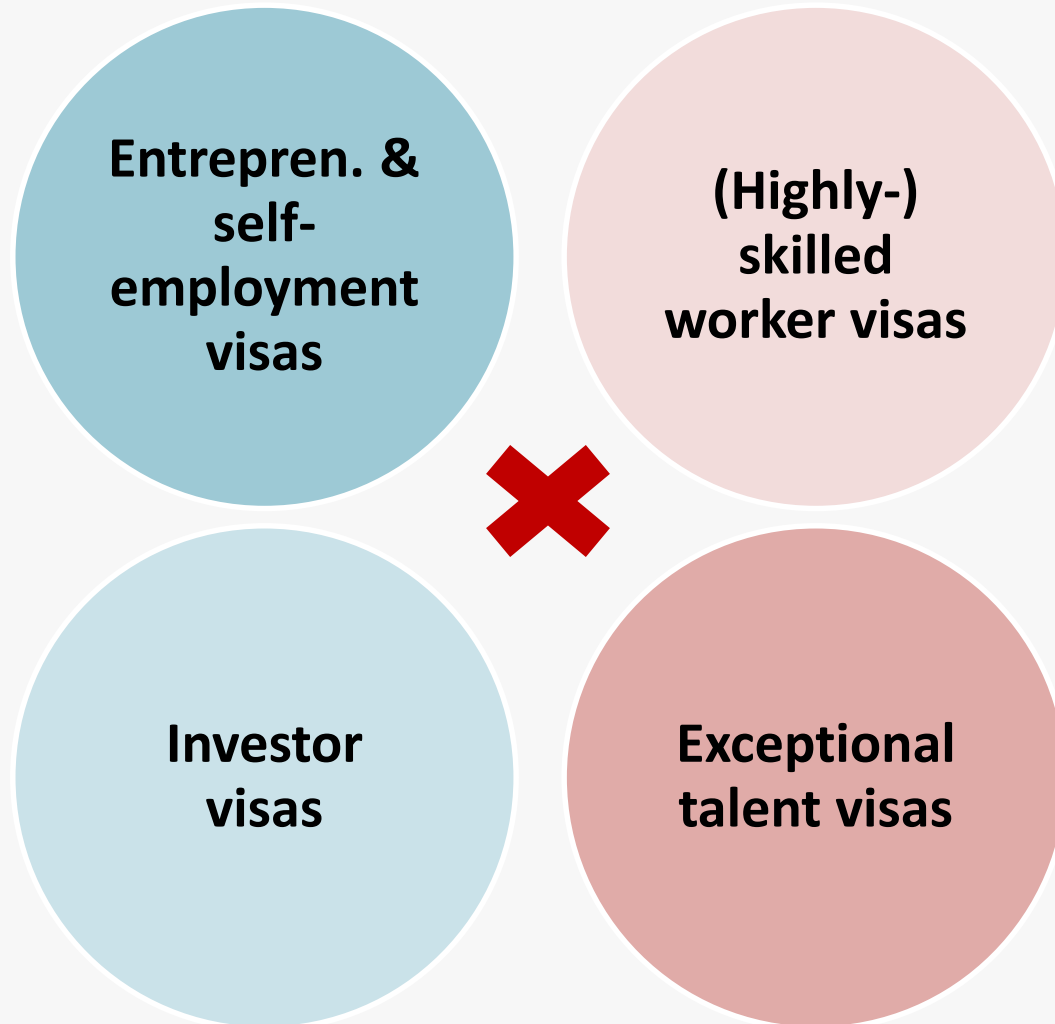 Entrepren. &
self-
employment
visas
(Highly-)
skilled
worker visas
Investor
visas
Exceptional
talent visas